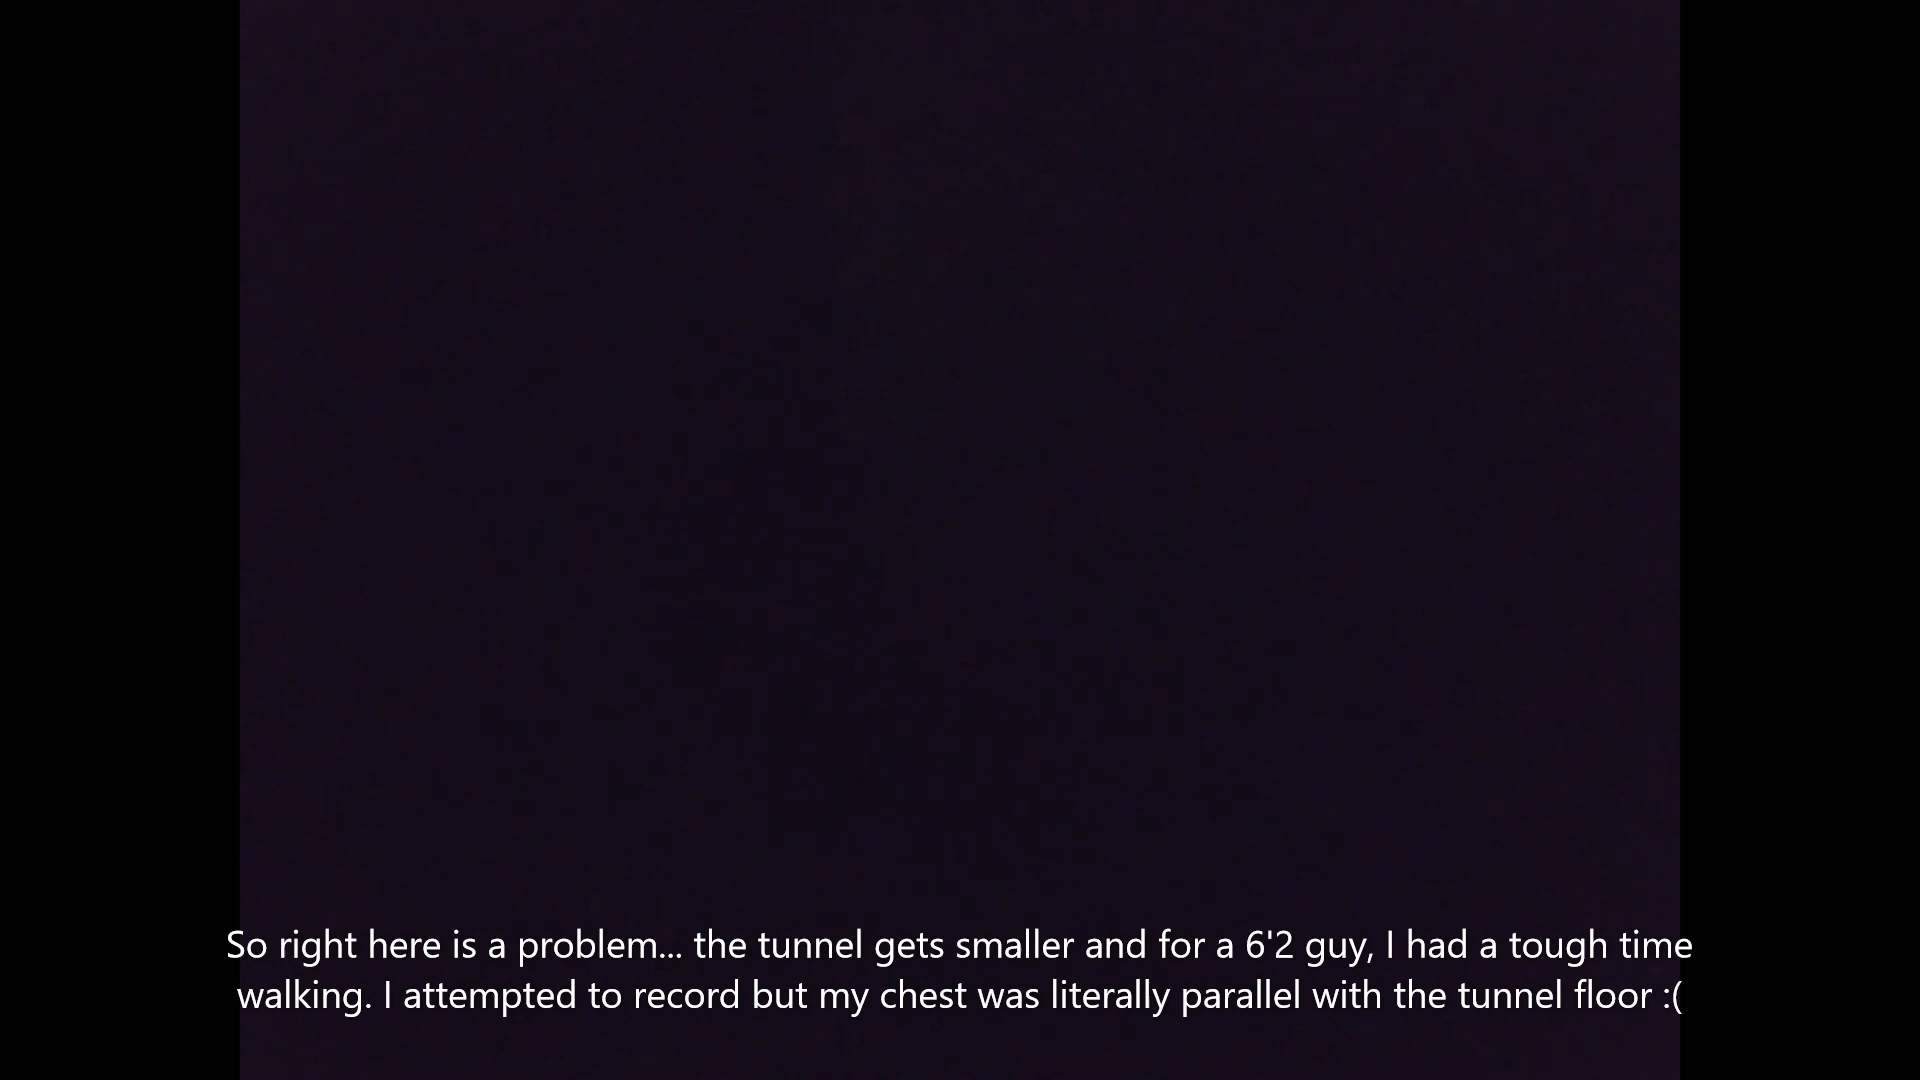 So right here is a problem... the tunnel gets smaller and for a 6'2 guy, I had a tough time
walking. I attempted to record but my chest was literally parallel with the tunnel floor :(